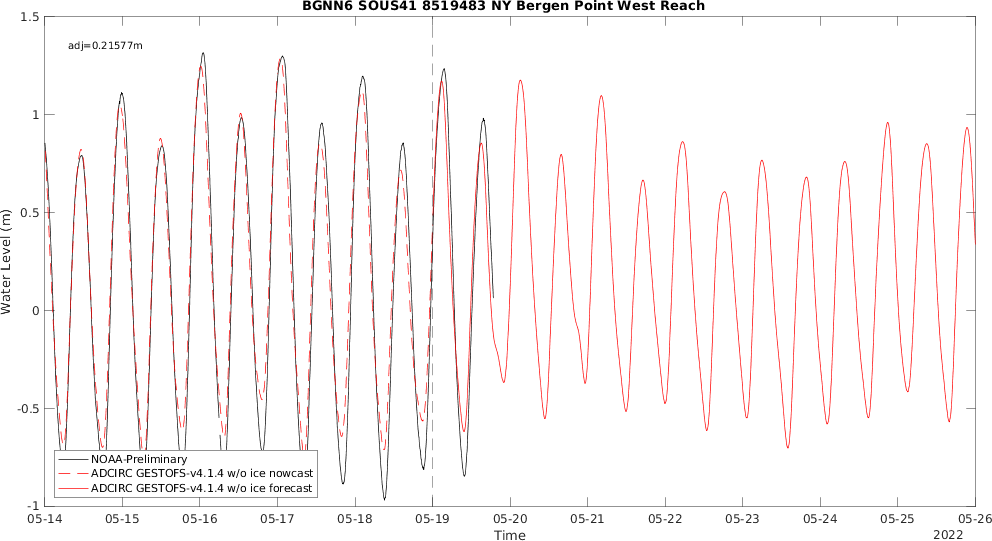 BGNN6 SOUS41 8519483 NY Bergen Point West Reach
adj=0.21577m
1.5
1
0.5
0
-0.5
-1
Water Level (m)
NOAA-Preliminary
ADCIRC GESTOFS-v4.1.4 w/o ice nowcast
ADCIRC GESTOFS-v4.1.4 w/o ice forecast
05-14 05-15 05-16 05-17 05-18 05-19 05-20 05-21 05-22 05-23 05-24 05-25 05-26
Time
2022